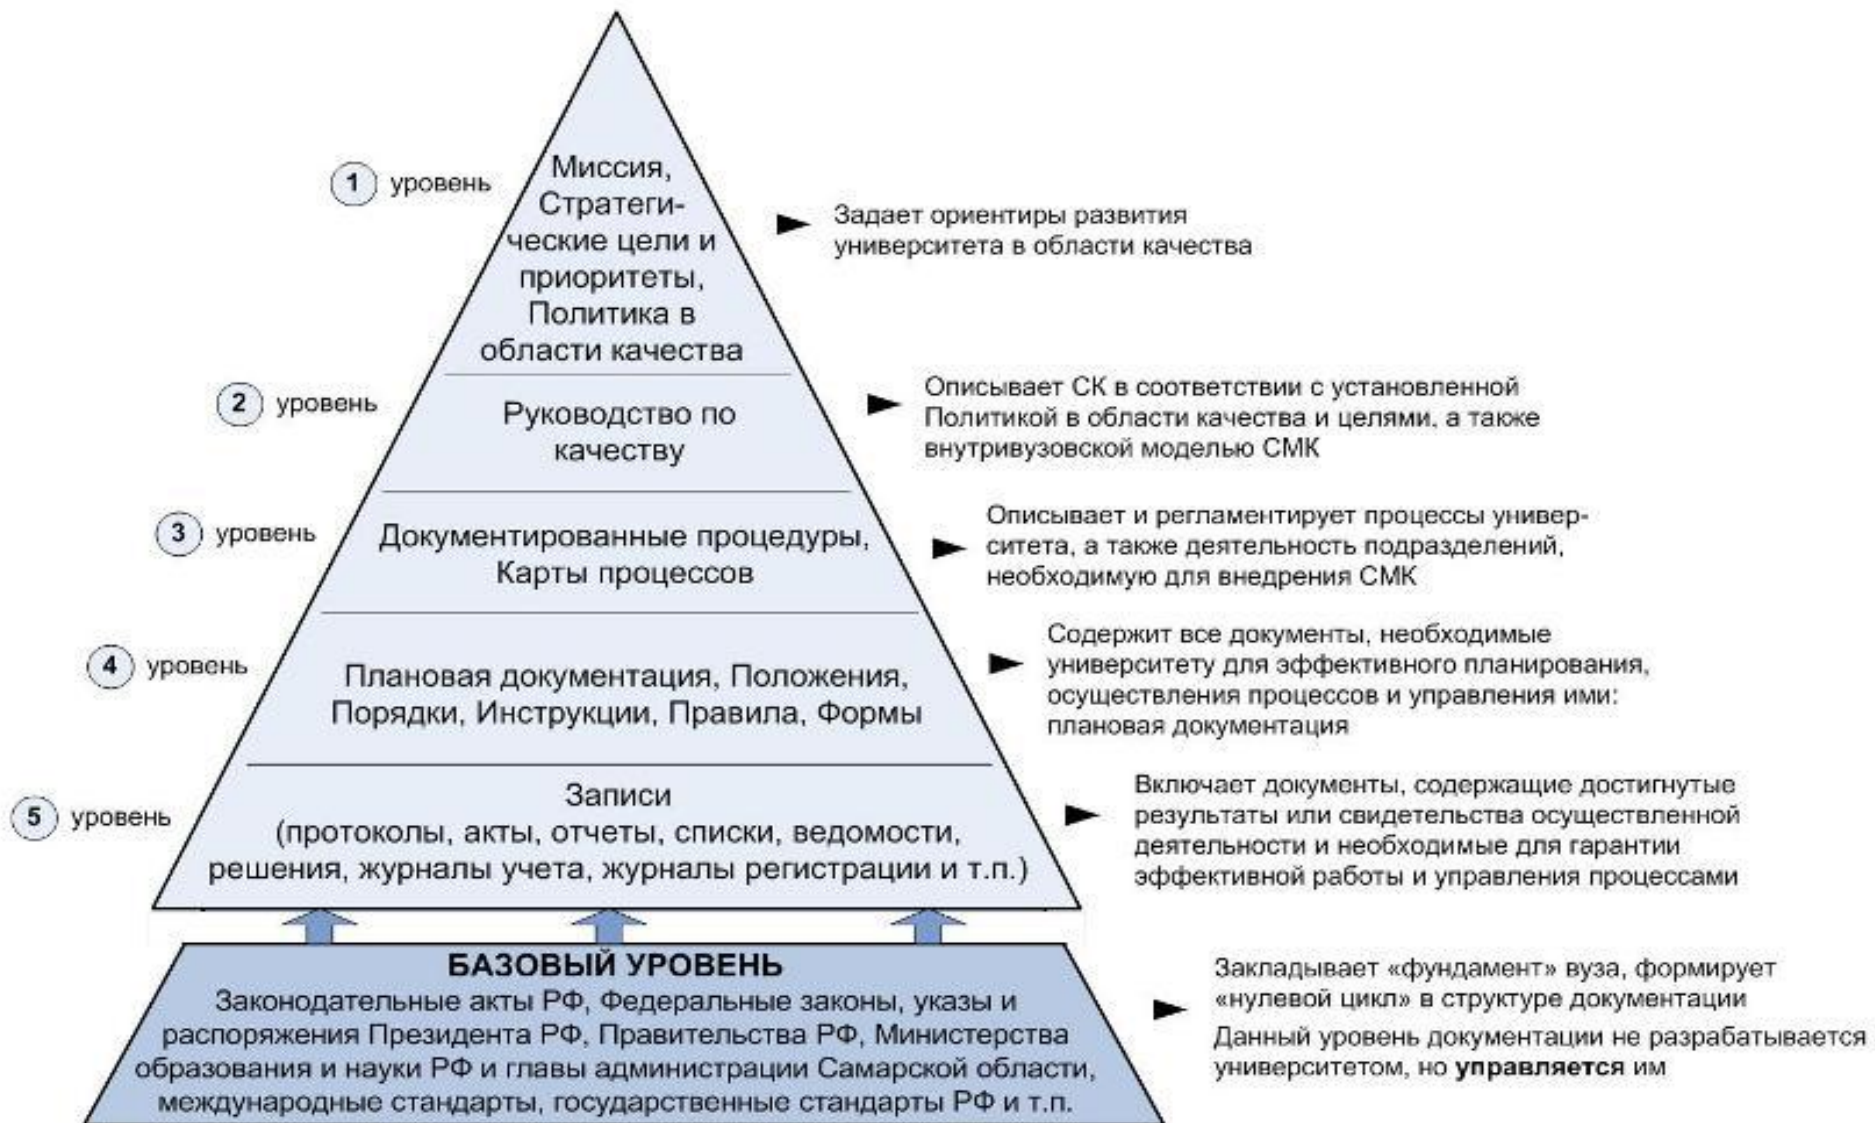 1 уровень
Миссия,
Стратеги-
ческие цели и
приоритеты,
Политика в
области качества
Задает ориентиры развития
университета в области качества
2 уровень
Руководство по
качеству
Описывает СК в соответствии с установленной
Политикой в области качества и целями, а также
внутривузовской моделью СМК
3 уровень
Документированные процедуры,
Карты процессов
Описывает и регламентирует процессы универ-
ситета, а также деятельность подразделений,
необходимую для внедрения СМК
4 уровень
Плановая документация, Положения,
Порядки, Инструкции, Правила, Формы
Содержит все документы, необходимые
университету для эффективного планирования,
осуществления процессов и управления ими:
плановая документация
5 уровень
Записи
(протоколы, акты, отчеты, списки, ведомости,
решения, журналы учета, журналы регистрации и т.п.)
Включает документы, содержащие достигнутые
результаты или свидетельства осуществленной
деятельности и необходимые для гарантии
эффективной работы и управления процессами
БАЗОВЫЙ УРОВЕНЬ
Законодательные акты РФ, Федеральные законы, указы и
распоряжения Президента РФ, Правительства РФ, Министерства
образования и науки РФ и главы администрации Самарской области,
международные стандарты, государственные стандарты РФ и т.п.
Закладывает «фундамент» вуза, формирует
«нулевой цикл» в структуре документации
Данный уровень документации не разрабатывается
университетом, но управляется им